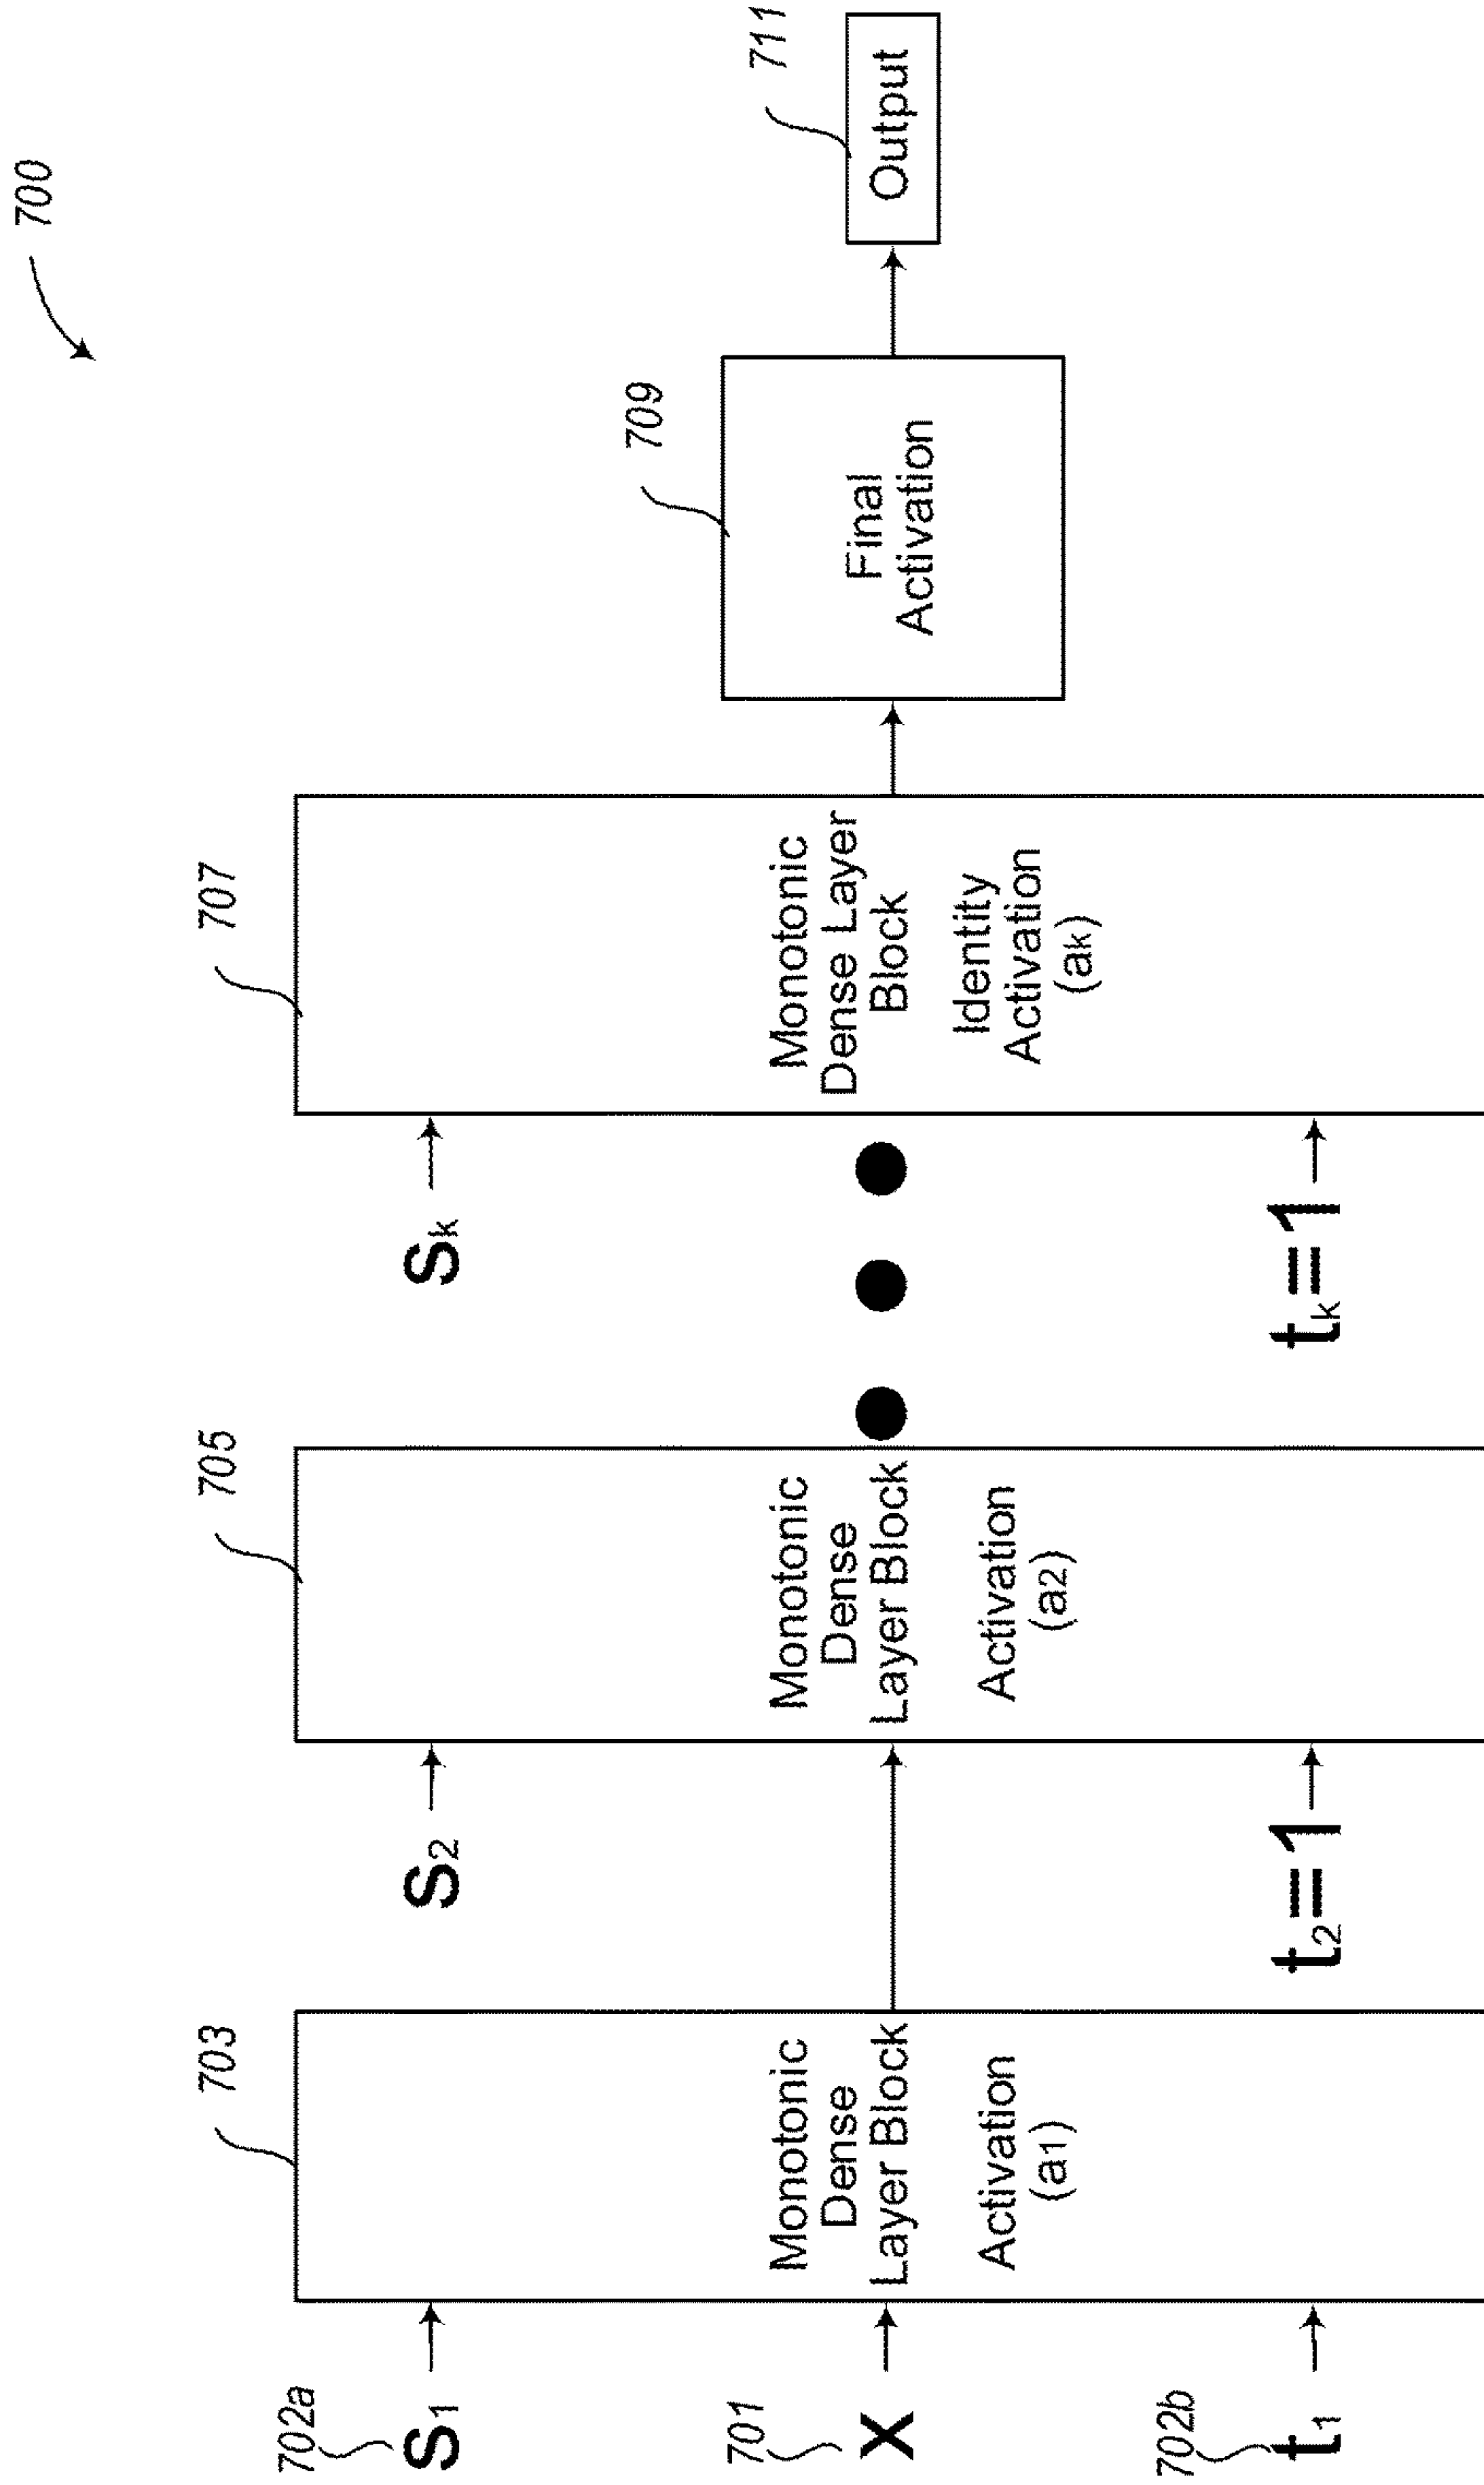 700
702a
S1
701
X
702b
t1
703
Monotonic
Dense
Layer Block
Activation
(a1)
S2
t2=1
705
Monotonic
Dense
Layer Block
Activation
(a2)
Sk
tk=1
707
Monotonic
Dense Layer
Block
Identity
Activation
(ak)
709
Final
Activation
711
Output